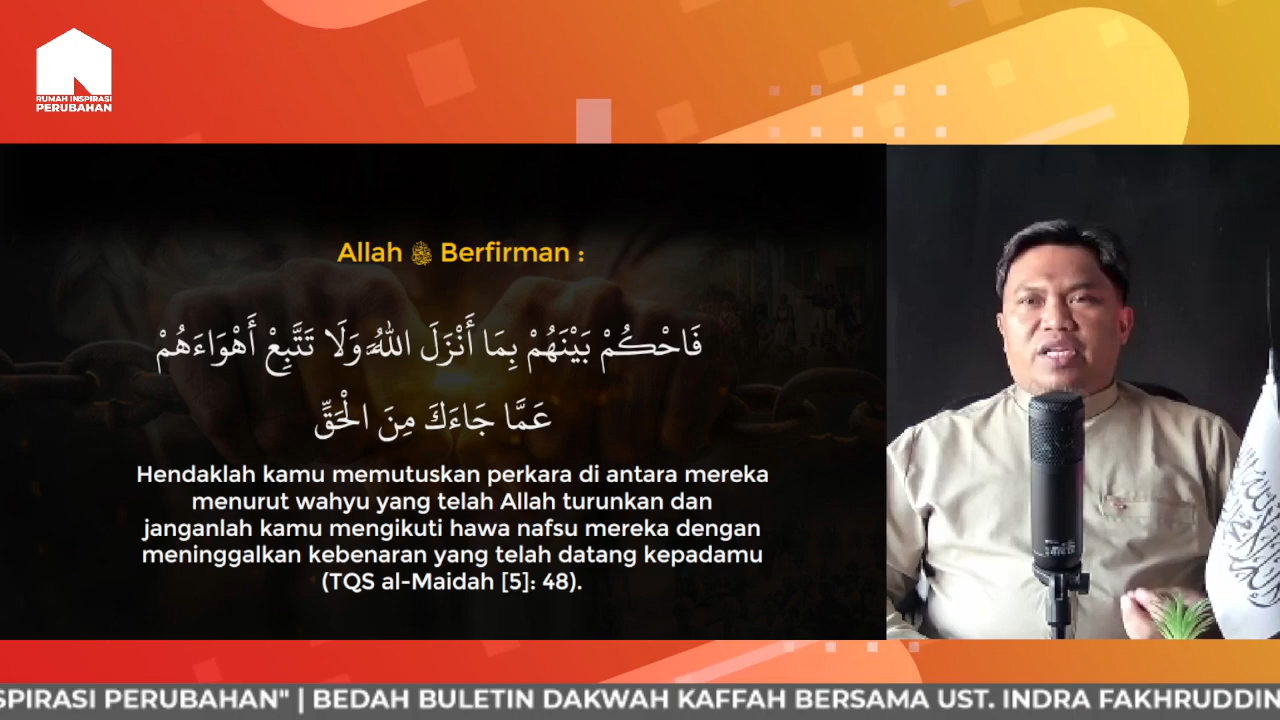 RUMAH INSPIRASI
PERUBAHAN
Allah ﷻ Berfirman :
فَاحْكُمْ بَيْنَهُمْ بِمَا أَنْزَلَ اللَّهُ وَلَا تَتَّبِعْ أَهْوَاءَهُمْ
عَمَّا جَاءَكَ مِنَ الْحَقِّ
Hendaklah kamu memutuskan perkara di antara mereka
menurut wahyu yang telah Allah turunkan dan
janganlah kamu mengikuti hawa nafsu mereka dengan
meninggalkan kebenaran yang telah datang kepadamu
(TQS al-Maidah [5]: 48).
SPIRASI PERUBAHAN" | BEDAH BULETIN DAKWAH KAFFAH BERSAMA UST. INDRA FAKHRUDDIN